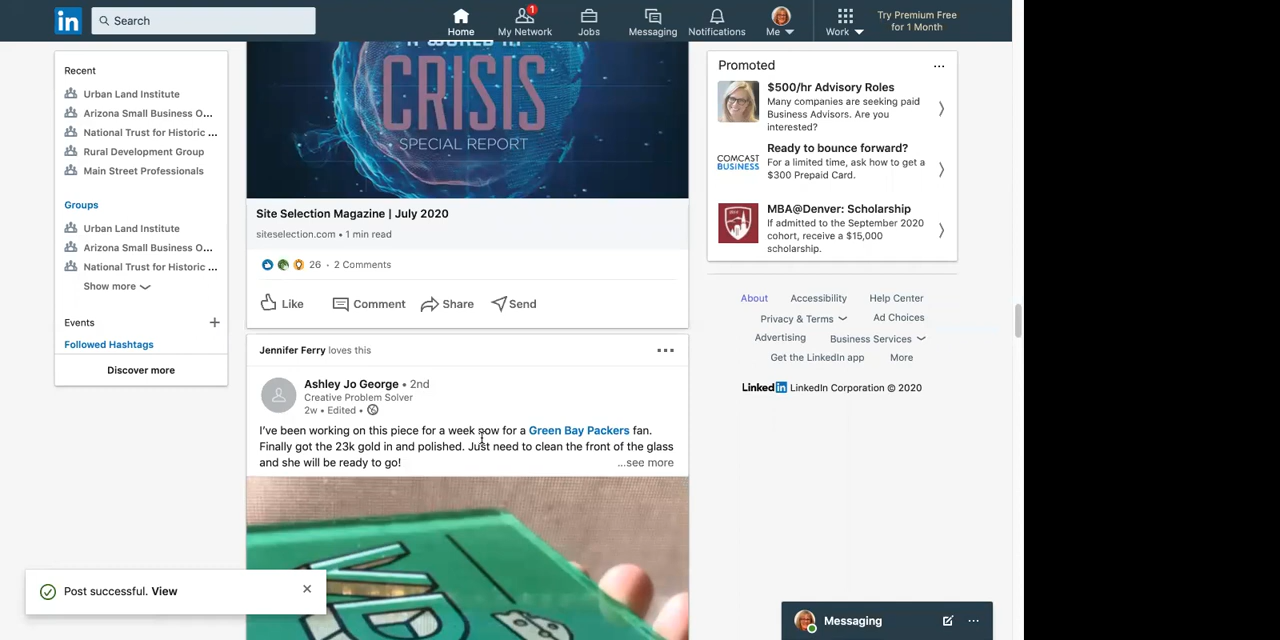 in Search Home My Network 1 Jobs Messaging Notifications Me Work Try Premium Free
for 1 Month
Recent
Urban Land Institute
Arizona Small Business O...
National Trust for Historic ...
Rural Development Group
Main Street Professionals
Groups
Urban Land Institute
Arizona Small Business O...
National Trust for Historic ...
Show more
Events
Followed Hashtags
Discover more
CRISIS
SPECIAL REPORT
Site Selection Magazine | July 2020
siteselection.com • 1 min read
26 · 2 Comments
Like Comment Share Send
Jennifer Ferry loves this
Ashley Jo George • 2nd
Creative Problem Solver
2w • Edited •
I've been working on this piece for a week now for a Green Bay Packers fan.
Finally got the 23k gold in and polished. Just need to clean the front of the glass
and she will be ready to go! ...see more
Promoted
$500/hr Advisory Roles
Many companies are seeking paid
Business Advisors. Are you
interested?
COMCAST
BUSINESS
Ready to bounce forward?
For a limited time, ask how to get a
$300 Prepaid Card.
MBA@Denver: Scholarship
If admitted to the September 2020
cohort, receive a $15,000
scholarship.
About Accessibility Help Center
Privacy & Terms Ad Choices
Advertising Business Services
Get the LinkedIn app More
LinkedIn LinkedIn Corporation © 2020
Post successful. View
Messaging